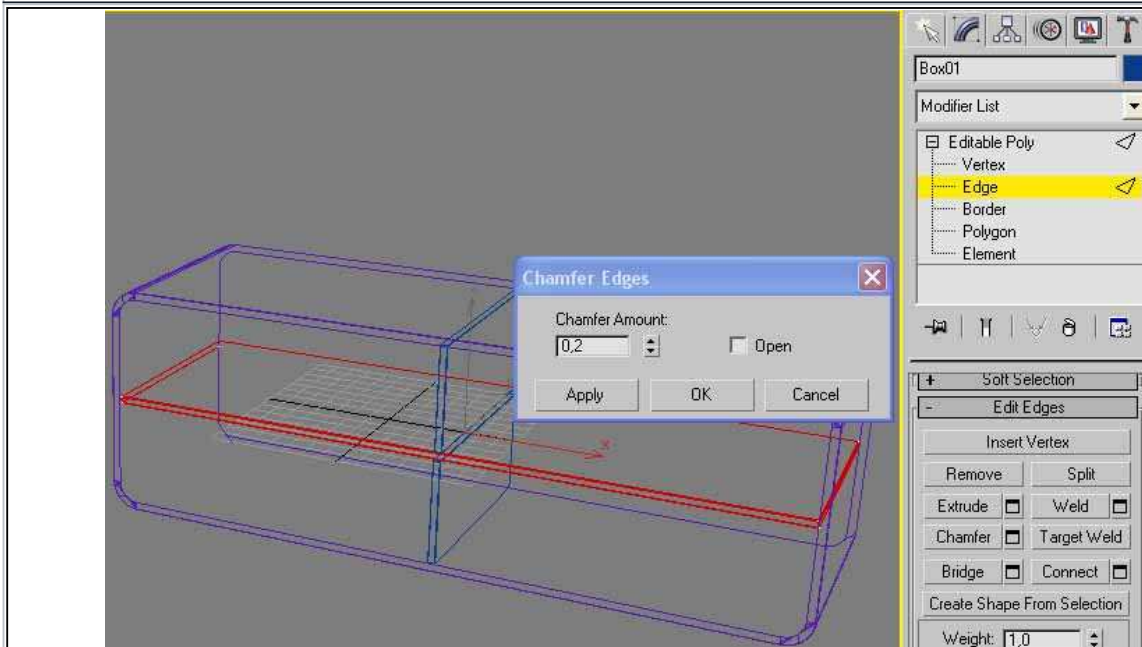 Box01
Modifier List
Editable Poly
Vertex
Edge
Border
Polygon
Element
Chamfer Edges
Chamfer Amount:
0,2
Open
Apply
OK
Cancel
x
+ Soft Selection
- Edit Edges
Insert Vertex
Remove Split
Extrude Weld
Chamfer Target Weld
Bridge Connect
Create Shape From Selection
Weight: 1,0